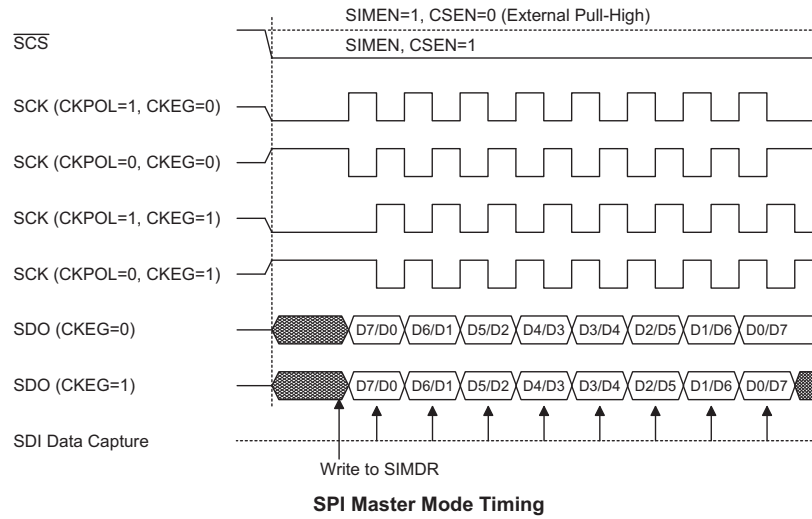 SIMEN=1, CSEN=0 (External Pull-High)
SCS
SIMEN, CSEN=1
SCK (CKPOL=1, CKEG=0)
SCK (CKPOL=0, CKEG=0)
SCK (CKPOL=1, CKEG=1)
SCK (CKPOL=0, CKEG=1)
SDO (CKEG=0) D7/D0 D6/D1 D5/D2 D4/D3 D3/D4 D2/D5 D1/D6 D0/D7
SDO (CKEG=1) D7/D0 D6/D1 D5/D2 D4/D3 D3/D4 D2/D5 D1/D6 D0/D7
SDI Data Capture
Write to SIMDR
SPI Master Mode Timing